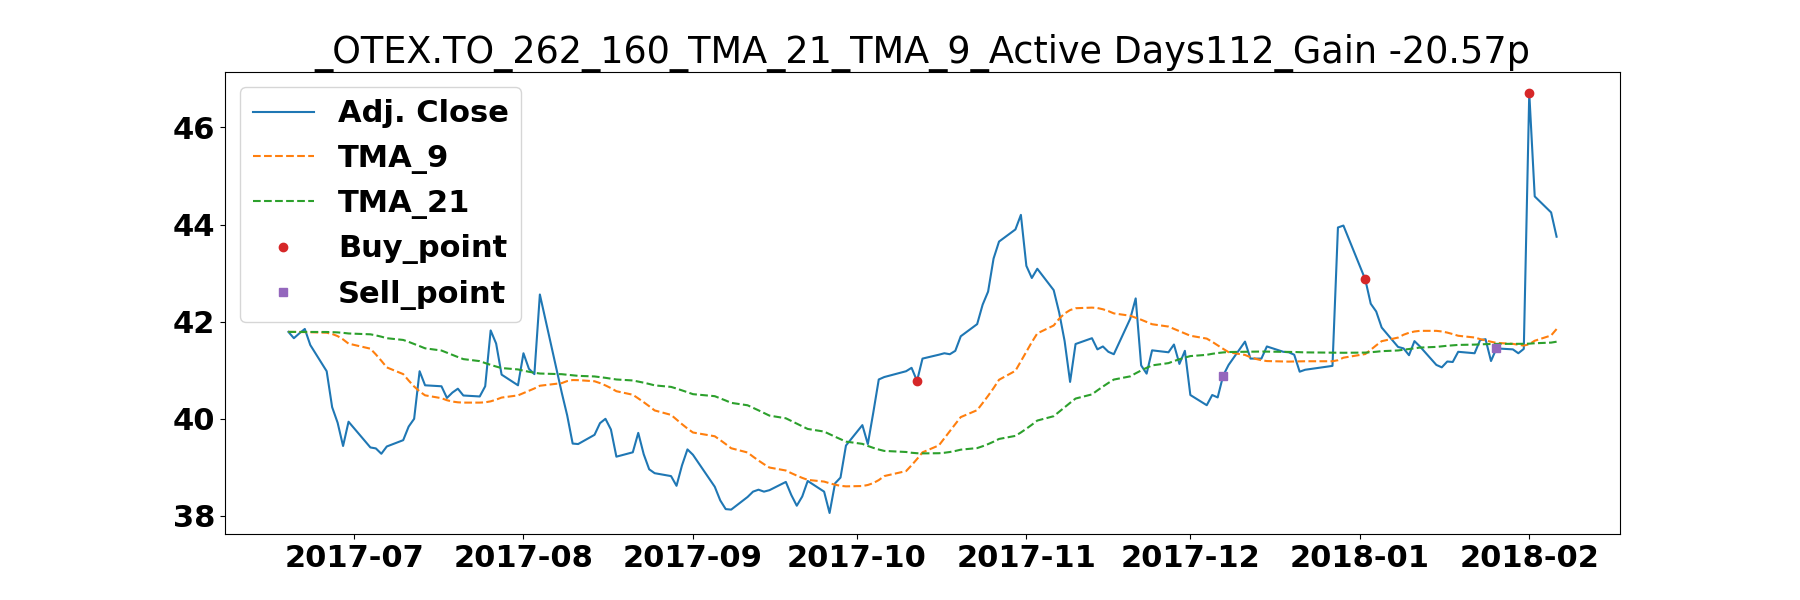 _OTEX.TO_262_160_TMA_21_TMA_9_Active Days112_Gain -20.57p
Adj. Close
TMA_9
TMA_21
Buy_point
Sell_point
46
44
42
40
38
2017-07 2017-08 2017-09 2017-10 2017-11 2017-12 2018-01 2018-02